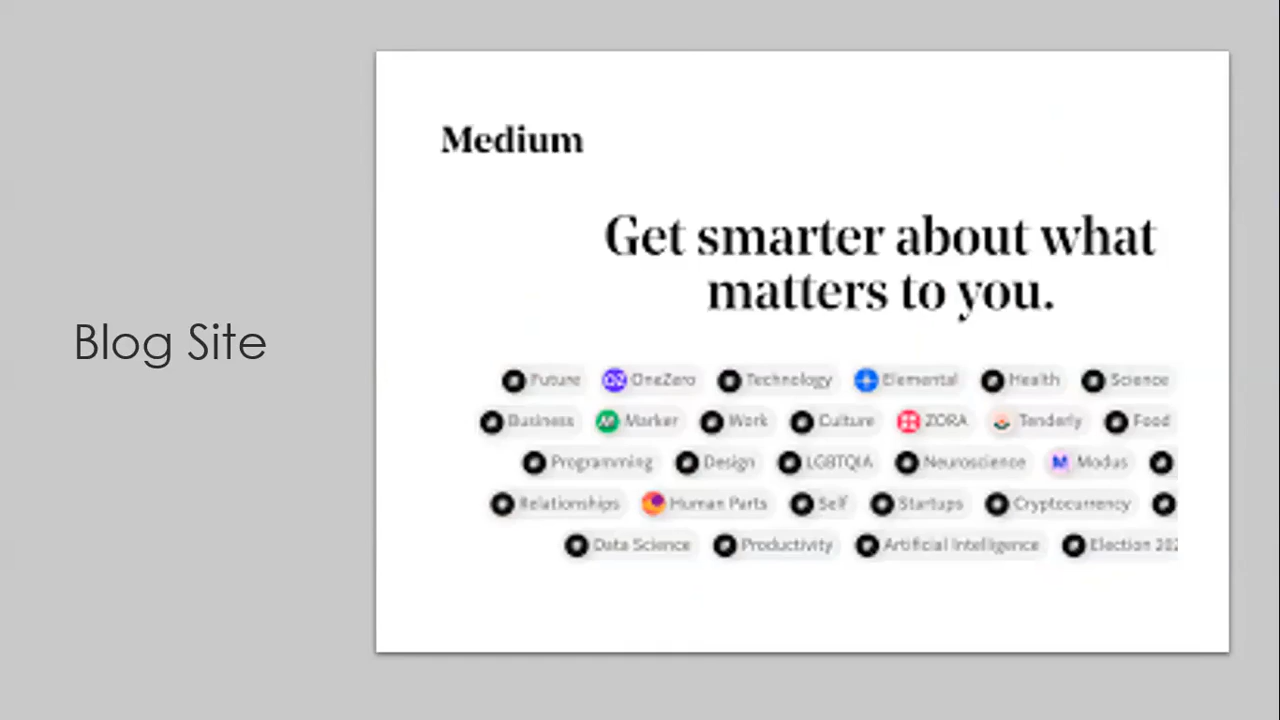 Blog Site
Medium
Get smarter about what
matters to you.
Future OneZero Technology Elemental Health Science
Business Marker Work Culture ZORA Tenderly Food
Programming Design LGBTQIA Neuroscience Modus
Relationships Human Parts Self Startups Cryptocurrency
Data Science Productivity Artificial Intelligence Election 202